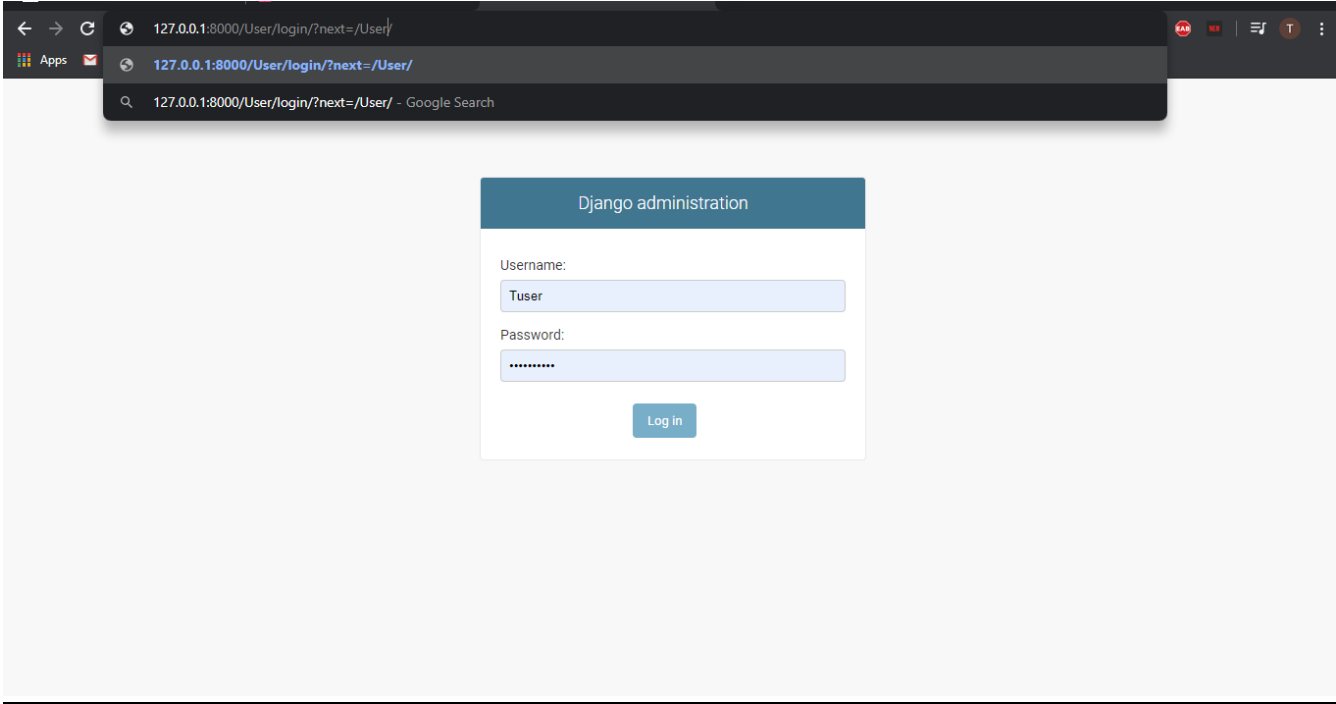 127.0.0.1:8000/User/login/?next=/User/
Apps
127.0.0.1:8000/User/login/?next=/User/
127.0.0.1:8000/User/login/?next=/User/ - Google Search
T
Django administration
Username:
Tuser
Password:
••••••••••
Log in